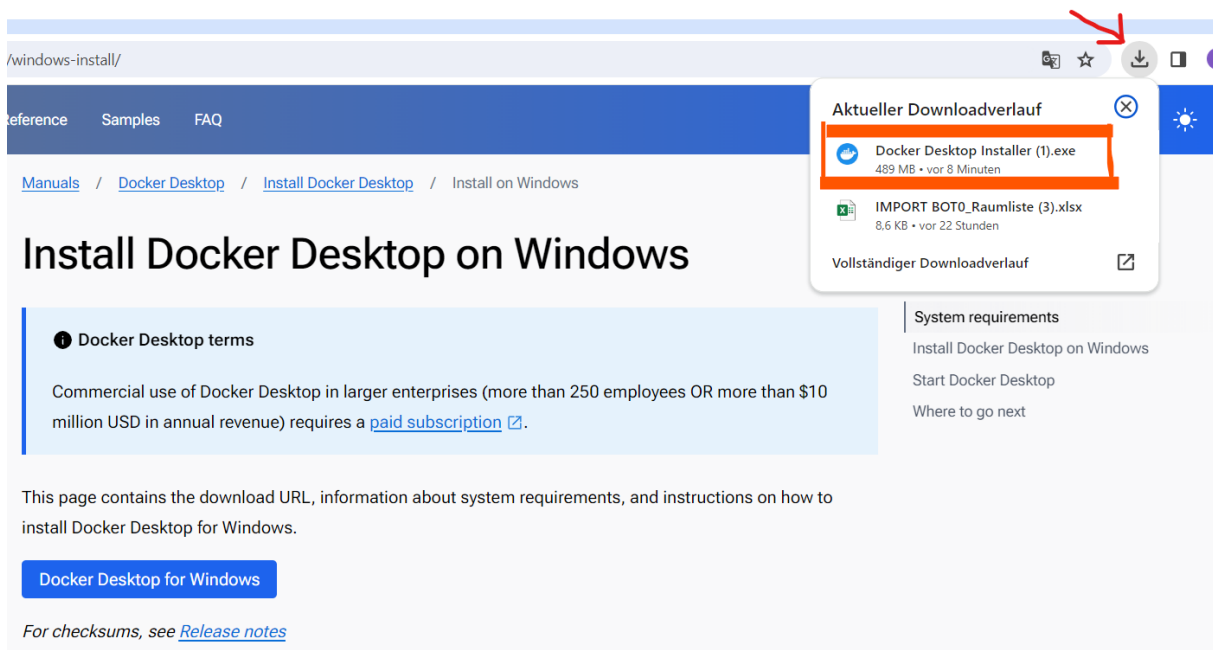 /windows-install/
Reference Samples FAQ
Aktueller Downloadverlauf
Docker Desktop Installer (1).exe
489 MB • vor 8 Minuten
IMPORT BOT0_Raumliste (3).xlsx
8,6 KB • vor 22 Stunden
Vollständiger Downloadverlauf
Manuals / Docker Desktop / Install Docker Desktop / Install on Windows
Install Docker Desktop on Windows
Docker Desktop terms
Commercial use of Docker Desktop in larger enterprises (more than 250 employees OR more than $10
million USD in annual revenue) requires a paid subscription.
This page contains the download URL, information about system requirements, and instructions on how to
install Docker Desktop for Windows.
Docker Desktop for Windows
For checksums, see Release notes
System requirements
Install Docker Desktop on Windows
Start Docker Desktop
Where to go next